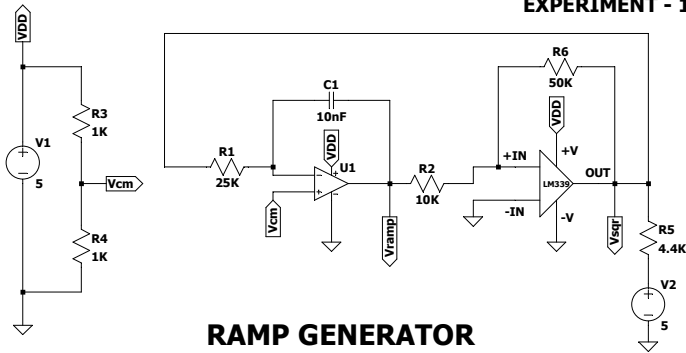 EXPERIMENT - 1
VDD
R3
1K
V1
5
Vcm
R4
1K
R1
25K
C1
10nF
VDD
U1
Vcm
Vramp
R2
10K
R6
50K
VDD
+V
+IN
LM339
OUT
-IN
-V
Vsqr
R5
4.4K
V2
5
RAMP GENERATOR